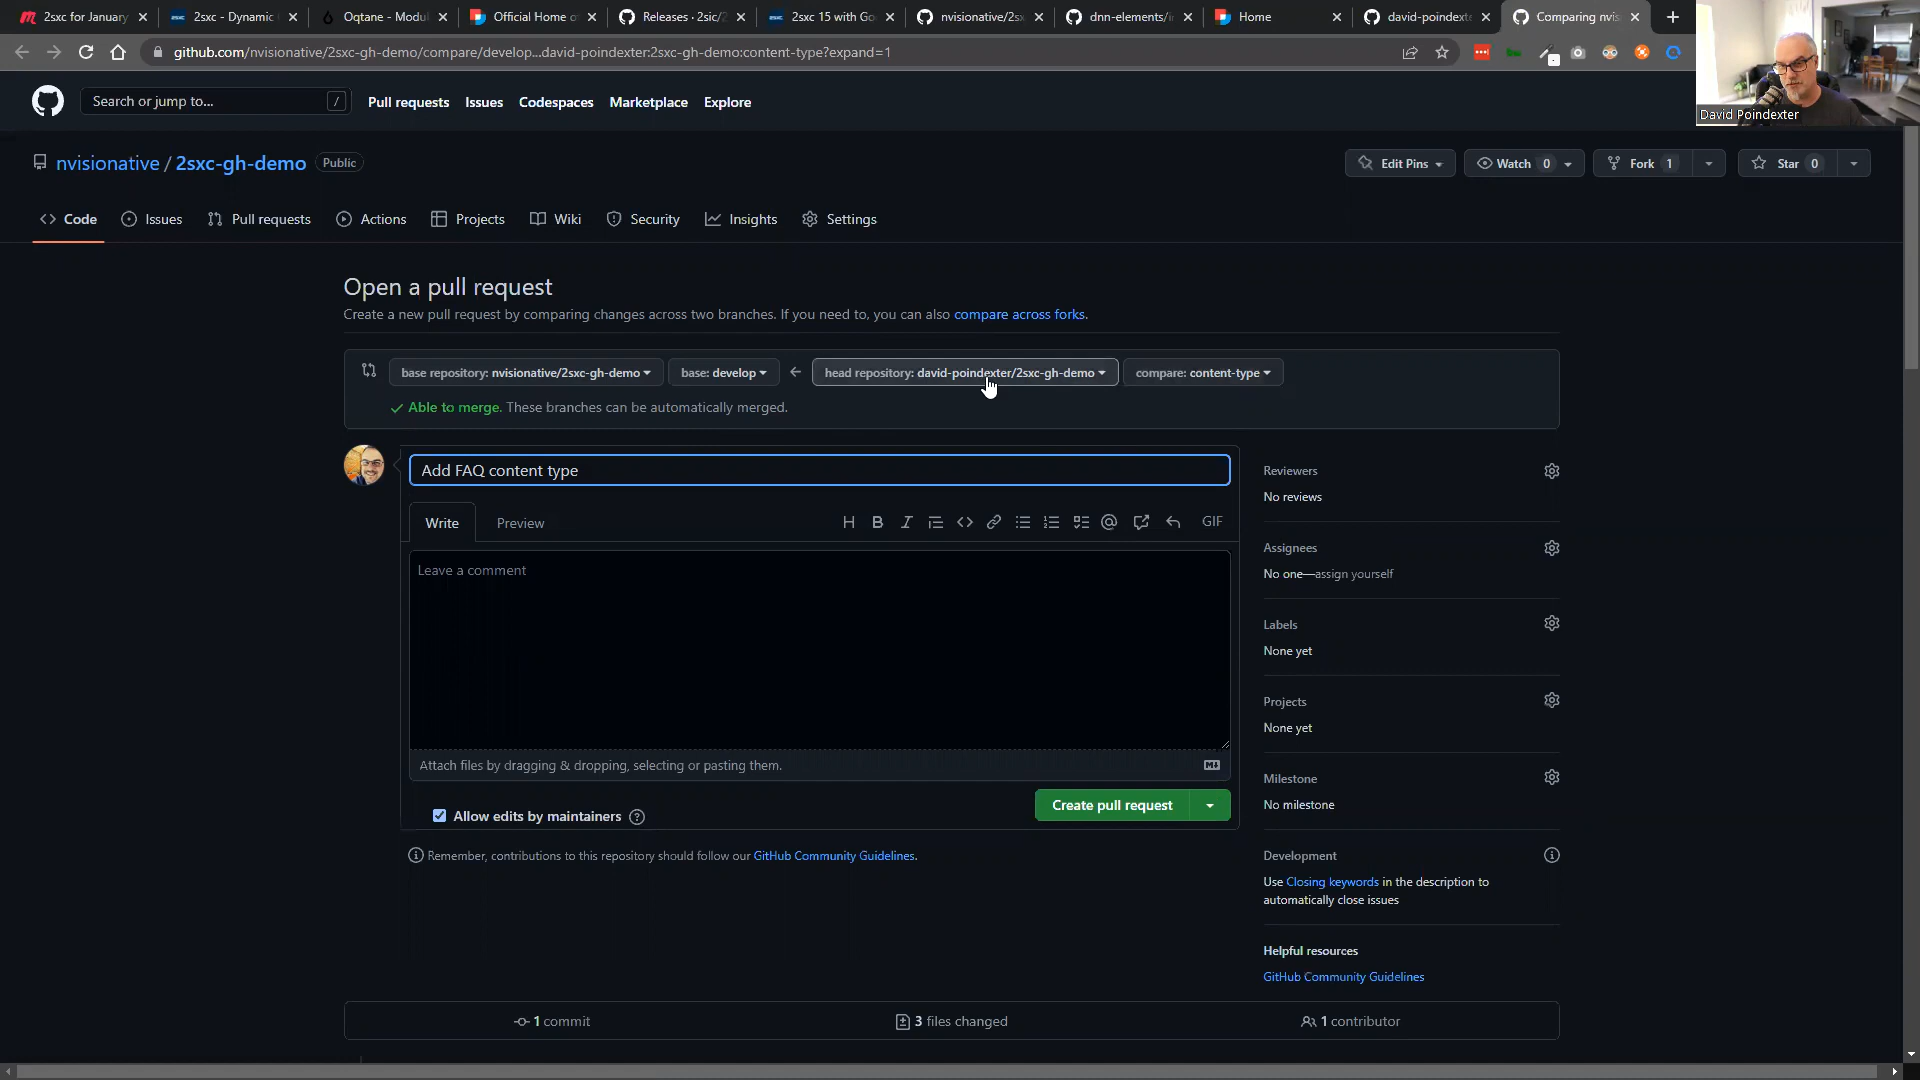 2sxc for January
2sxc - Dynamic
Oqtane - Modul
Official Home o
Releases · 2sic/2
2sxc 15 with Go
nvisionative/2sx
dnn-elements/i
Home
david-poindexte
Comparing nvis
github.com/nvisionative/2sxc-gh-demo/compare/develop...david-poindexter:2sxc-gh-demo:content-type?expand=1
David Poindexter
Search or jump to...
/
Pull requests
Issues
Codespaces
Marketplace
Explore
nvisionative / 2sxc-gh-demo
Public
Edit Pins
Watch 0
Fork 1
Star 0
Code
Issues
Pull requests
Actions
Projects
Wiki
Security
Insights
Settings
Open a pull request
Create a new pull request by comparing changes across two branches. If you need to, you can also compare across forks.
base repository: nvisionative/2sxc-gh-demo
base: develop
head repository: david-poindexter/2sxc-gh-demo
compare: content-type
Able to merge. These branches can be automatically merged.
Add FAQ content type
Write
Preview
H B I
GIF
Leave a comment
Attach files by dragging & dropping, selecting or pasting them.
Allow edits by maintainers
Create pull request
Remember, contributions to this repository should follow our GitHub Community Guidelines.
Reviewers
No reviews
Assignees
No one—assign yourself
Labels
None yet
Projects
None yet
Milestone
No milestone
Development
Use Closing keywords in the description to
automatically close issues
Helpful resources
GitHub Community Guidelines
1 commit
3 files changed
1 contributor